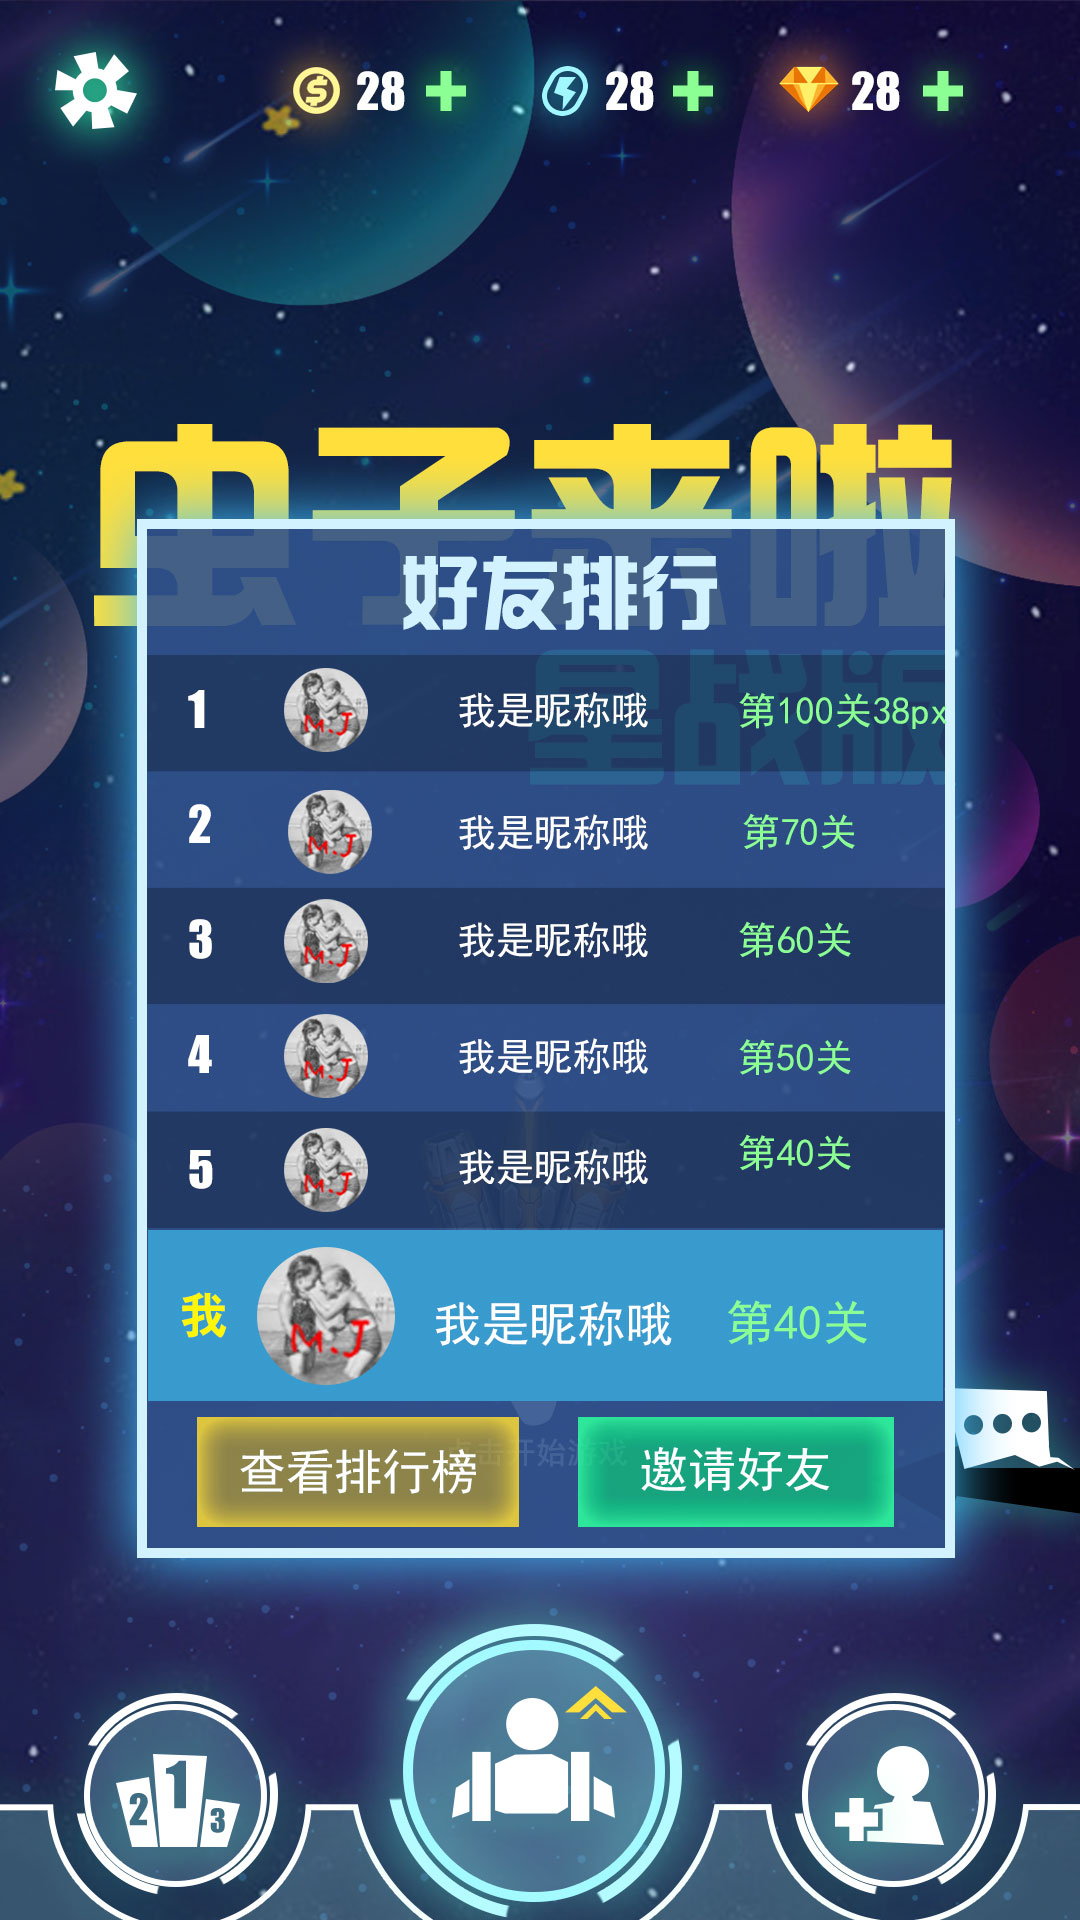 28 28 28
虫子来啦
星战版
好友排行
1 M.J 我是昵称哦 第100关38px
2 M.J 我是昵称哦 第70关
3 M.J 我是昵称哦 第60关
4 M.J 我是昵称哦 第50关
5 M.J 我是昵称哦 第40关
我 M.J 我是昵称哦 第40关
点击开始游戏
查看排行榜 邀请好友
2 1 3